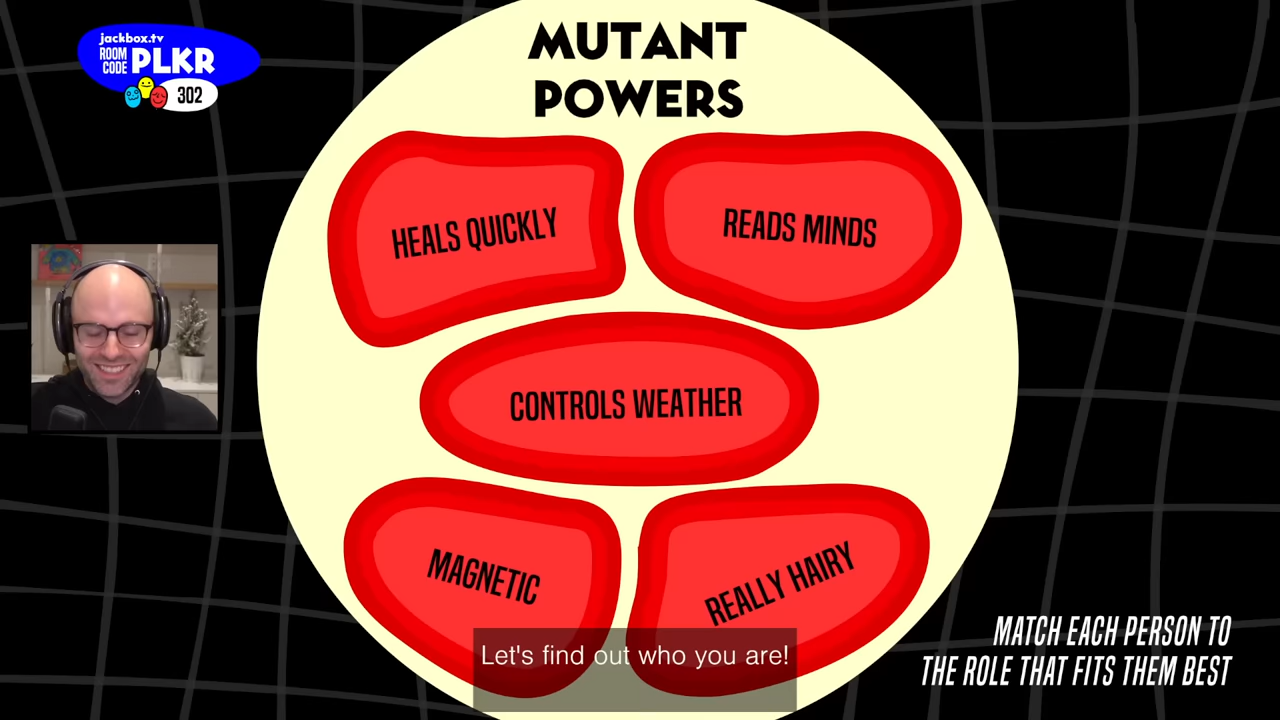 jackbox.tv
ROOM
CODE
PLKR
302
MUTANT
POWERS
HEALS QUICKLY
READS MINDS
CONTROLS WEATHER
MAGNETIC
REALLY HAIRY
Let's find out who you are!
MATCH EACH PERSON TO
THE ROLE THAT FITS THEM BEST